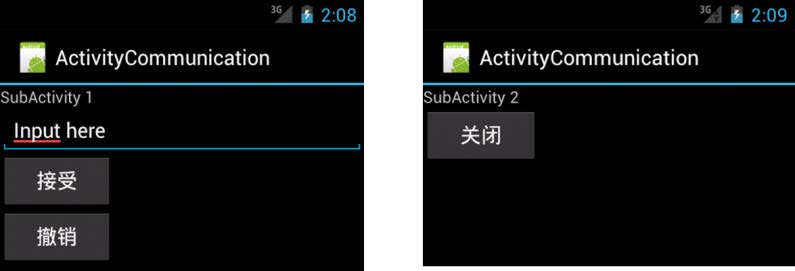 3G 2:08
ActivityCommunication
SubActivity 1
Input here
接受
撤销
3G 2:09
ActivityCommunication
SubActivity 2
关闭